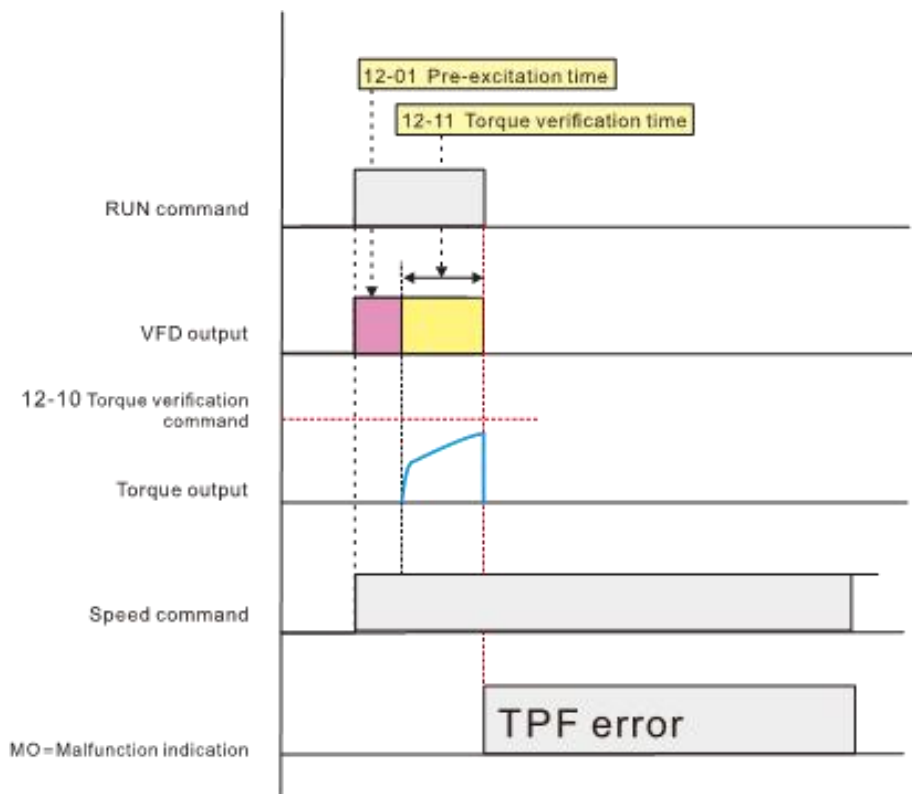 12-01 Pre-excitation time
12-11 Torque verification time
RUN command
VFD output
12-10 Torque verification
command
Torque output
Speed command
TPF error
MO=Malfunction indication